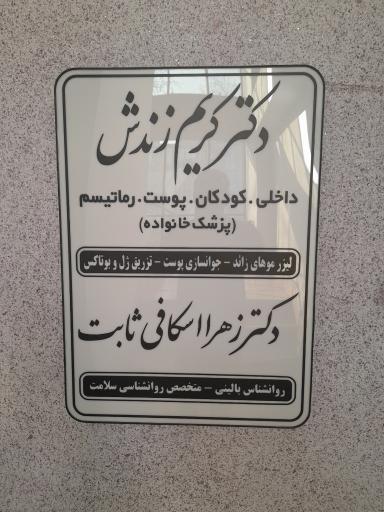 دکتر کریم زندش
داخلی . کودکان . پوست . رماتیسم
(پزشک خانواده)
لیزر موهای زائد - جوانسازی پوست - تزریق ژل و بوتاکس
دکتر زهرا اسکافی ثابت
روانشناس بالینی - متخصص روانشناسی سلامت